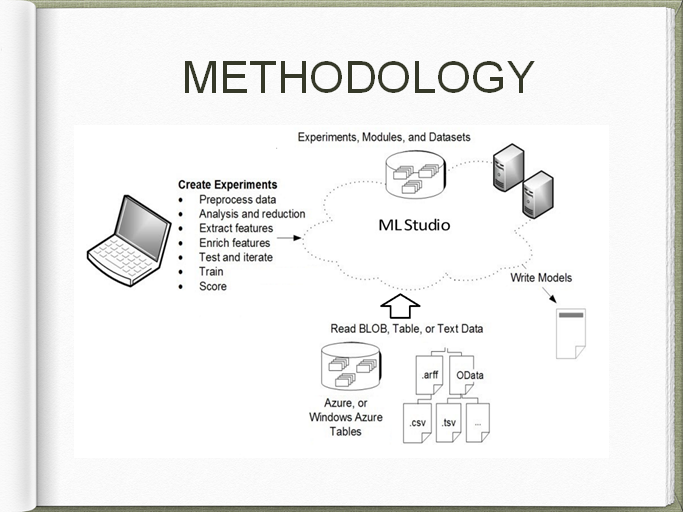 METHODOLOGY
Experiments, Modules, and Datasets
Create Experiments
• Preprocess data
• Analysis and reduction
• Extract features
• Enrich features
• Test and iterate
• Train
• Score
ML Studio
Write Models
Read BLOB, Table, or Text Data
.arff
OData
.csv
.tsv
...
Azure, or
Windows Azure
Tables